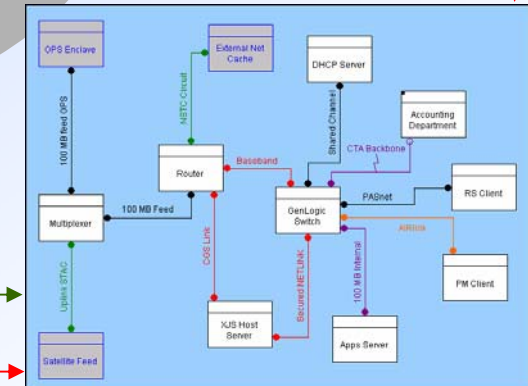 OPS Enclave
External Net
Cache
DHCP Server
Accounting
Department
100 MB feed OPS
NSTC Circuit
Shared Channel
CTA Backbone
Router
Baseband
PASnet
RS Client
Multiplexer
100 MB Feed
GenLogic
Switch
AIRlink
Uplink STAC
OGS Link
Secured NETLINK
100 MB Internal
PM Client
XJS Host
Server
Apps Server
Satellite Feed